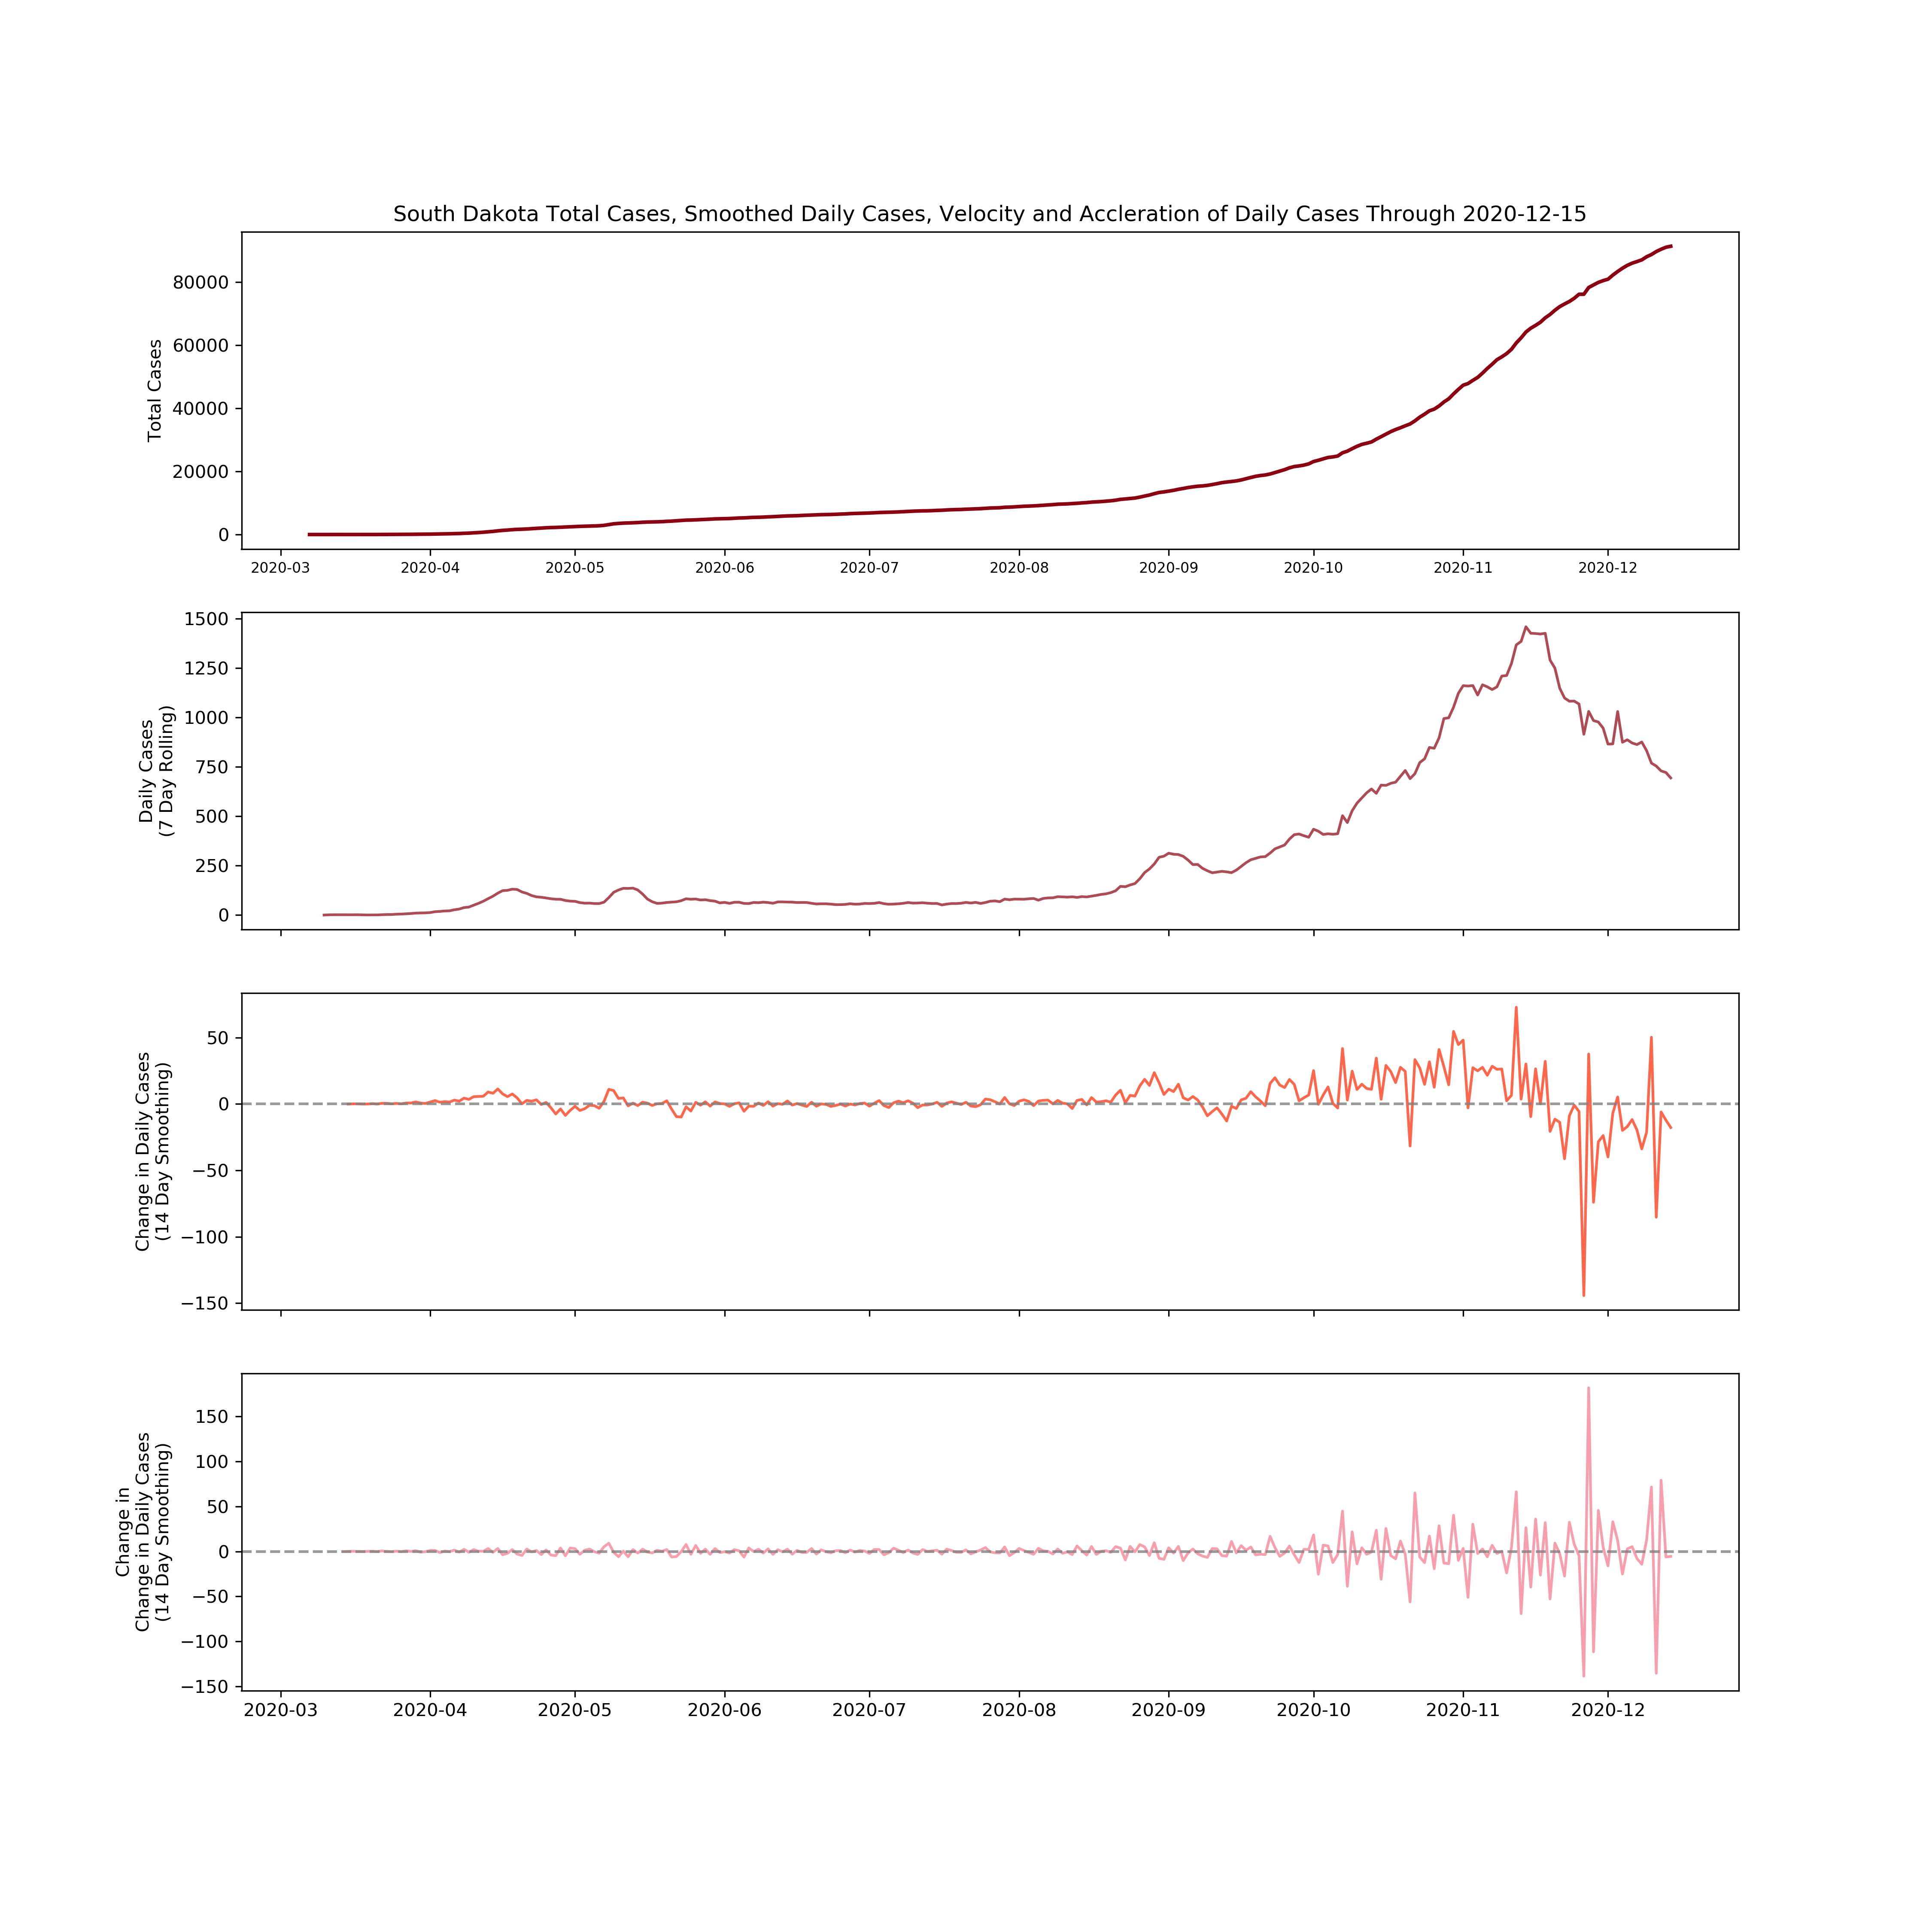 South Dakota Total Cases, Smoothed Daily Cases, Velocity and Accleration of Daily Cases Through 2020-12-15
Total Cases
80000
60000
40000
20000
0
2020-03 2020-04 2020-05 2020-06 2020-07 2020-08 2020-09 2020-10 2020-11 2020-12
Daily Cases
(7 Day Rolling)
1500
1250
1000
750
500
250
0
Change in Daily Cases
(14 Day Smoothing)
50
0
−50
−100
−150
Change in
Change in Daily Cases
(14 Day Smoothing)
150
100
50
0
−50
−100
−150
2020-03 2020-04 2020-05 2020-06 2020-07 2020-08 2020-09 2020-10 2020-11 2020-12